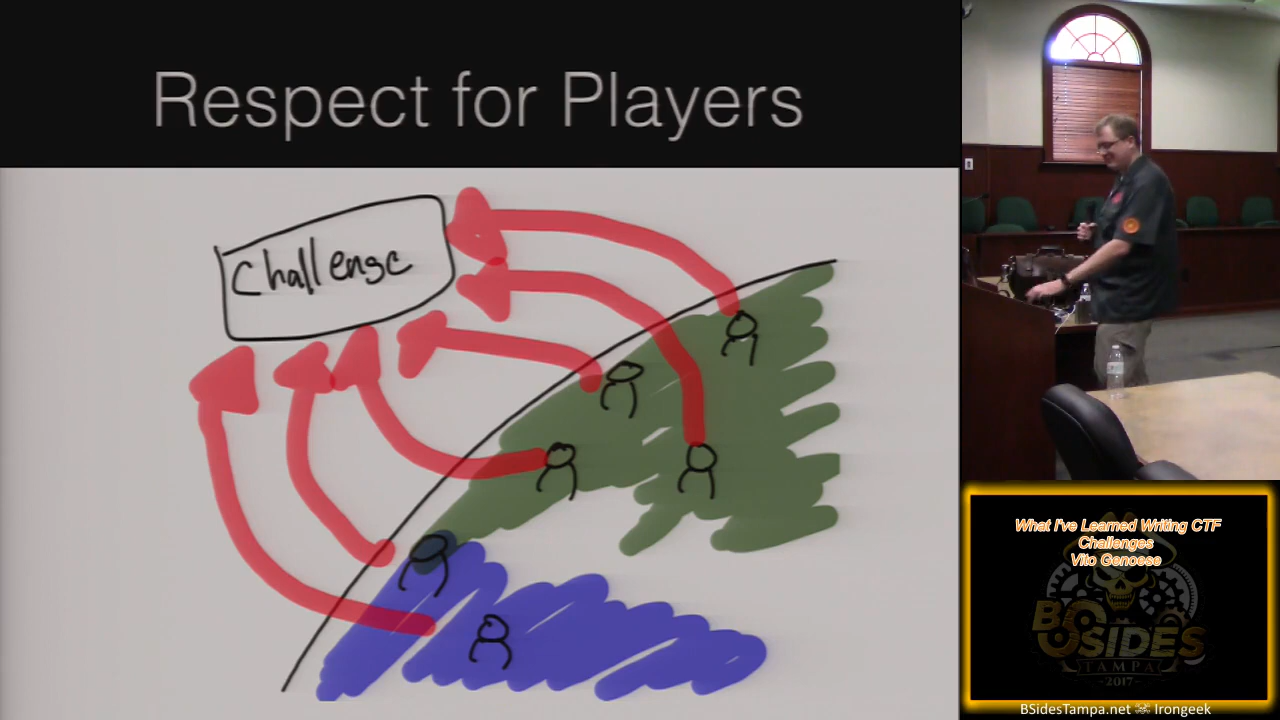 Respect for Players
Challenge
What I've Learned Writing CTF
Challenges
Vito Genoese
BSIDES
TAMPA
-2017-
BSidesTampa.net Irongeek